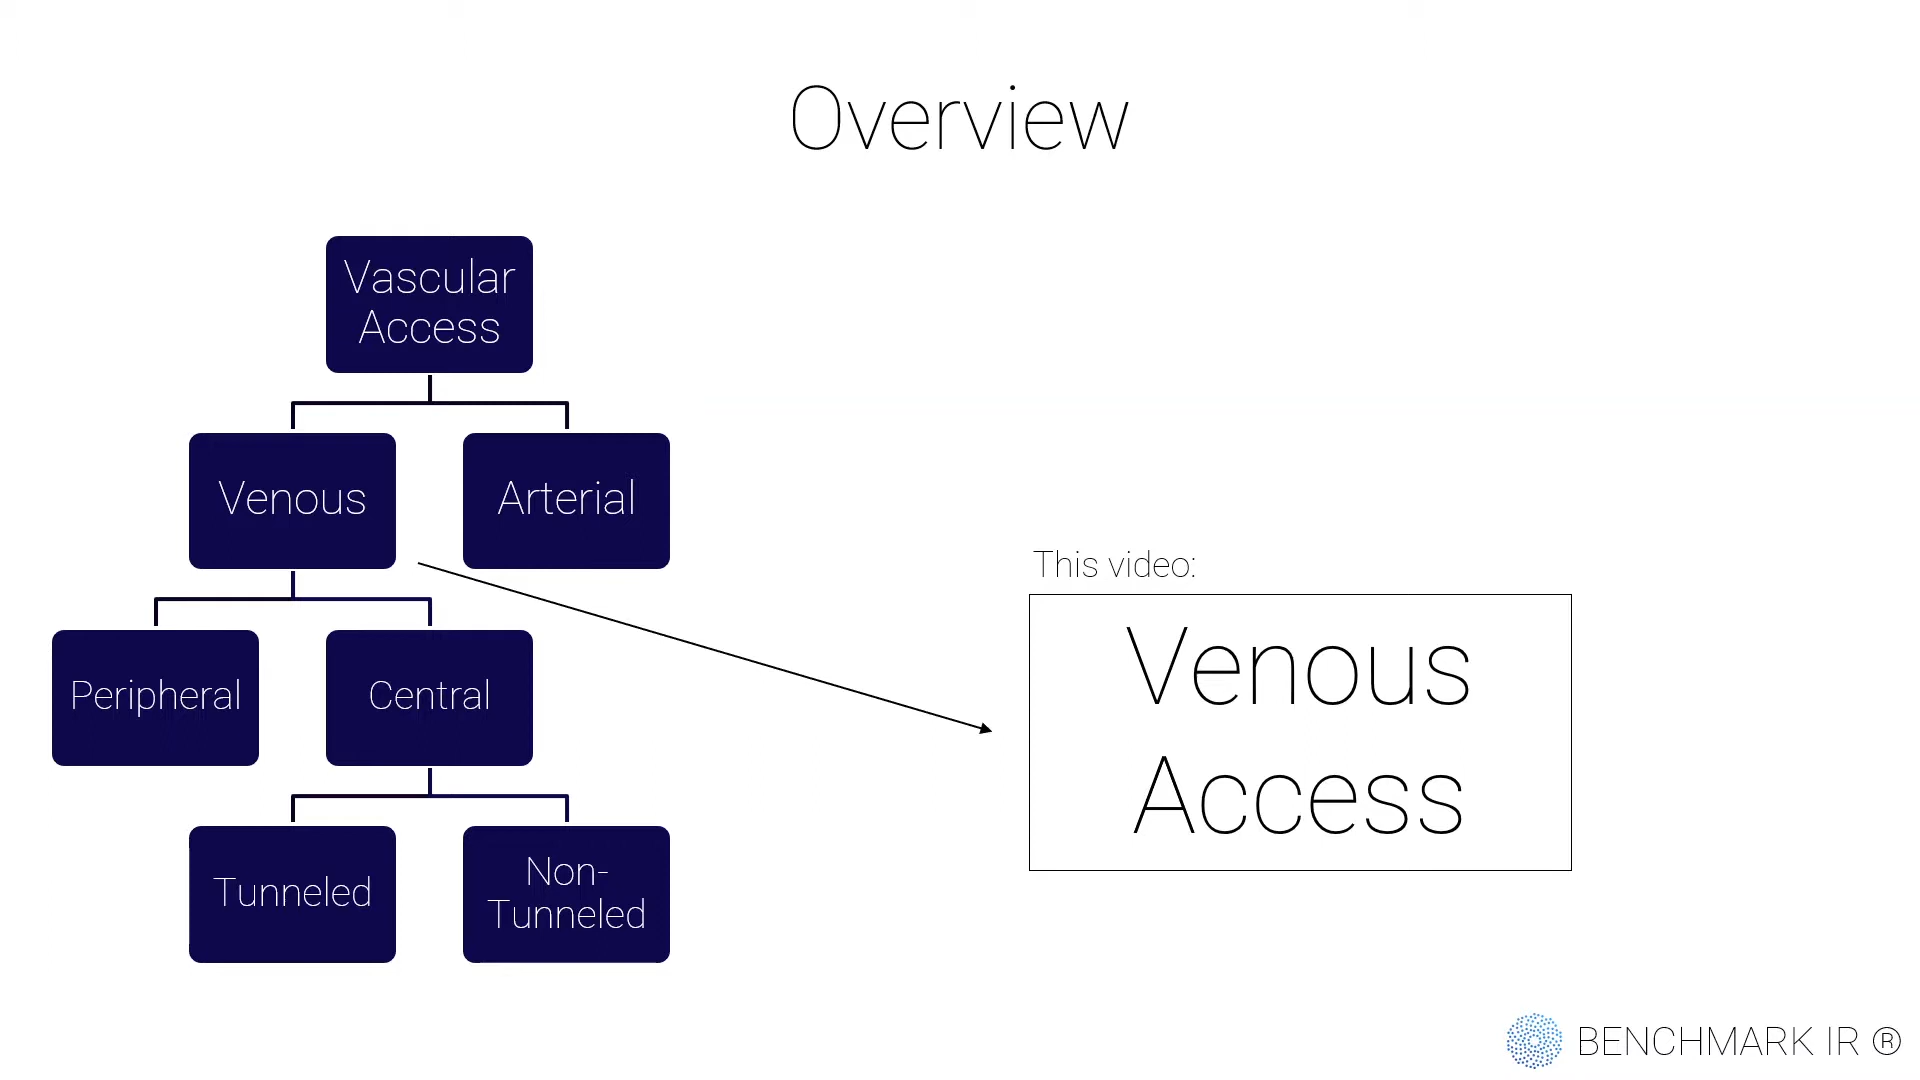 Overview
Vascular
Access
Venous
Arterial
Peripheral
Central
Tunneled
Non-
Tunneled
This video:
Venous
Access
BENCHMARK IR ®